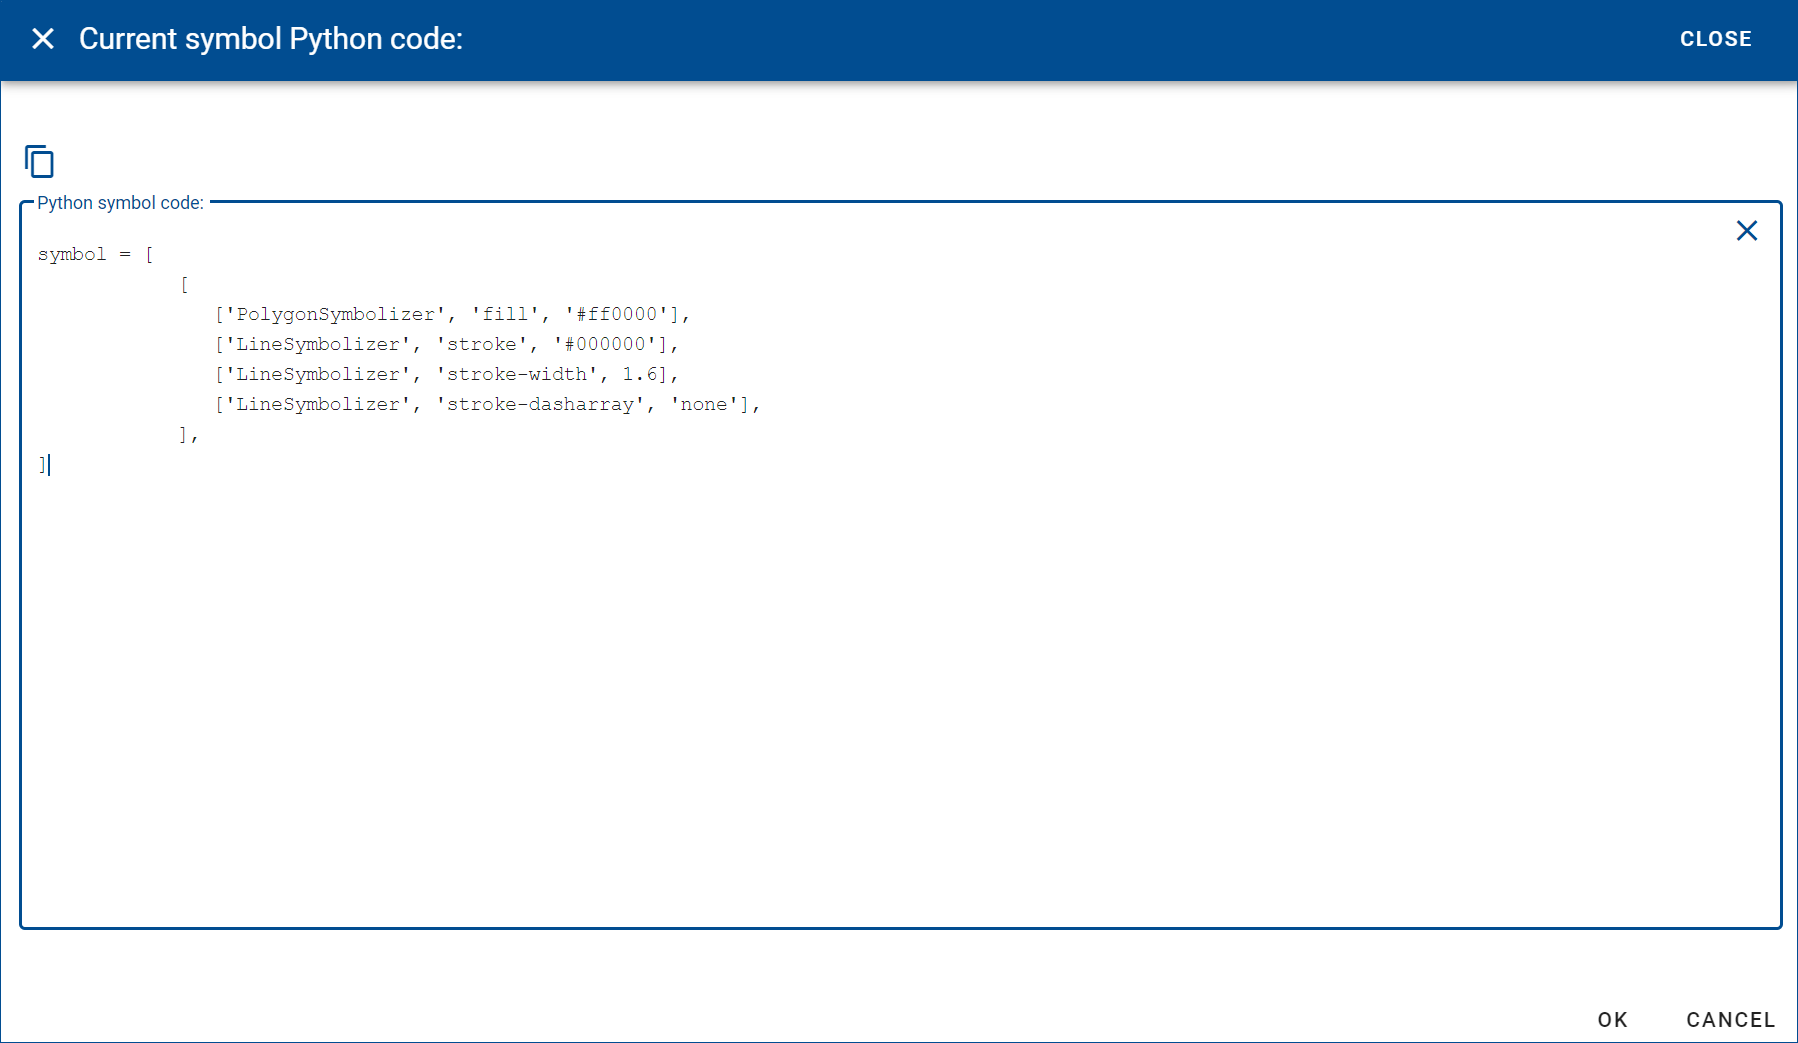 Current symbol Python code:
CLOSE
Python symbol code:
symbol = [
            [
               ['PolygonSymbolizer', 'fill', '#ff0000'],
               ['LineSymbolizer', 'stroke', '#000000'],
               ['LineSymbolizer', 'stroke-width', 1.6],
               ['LineSymbolizer', 'stroke-dasharray', 'none'],
            ],
]
OK
CANCEL